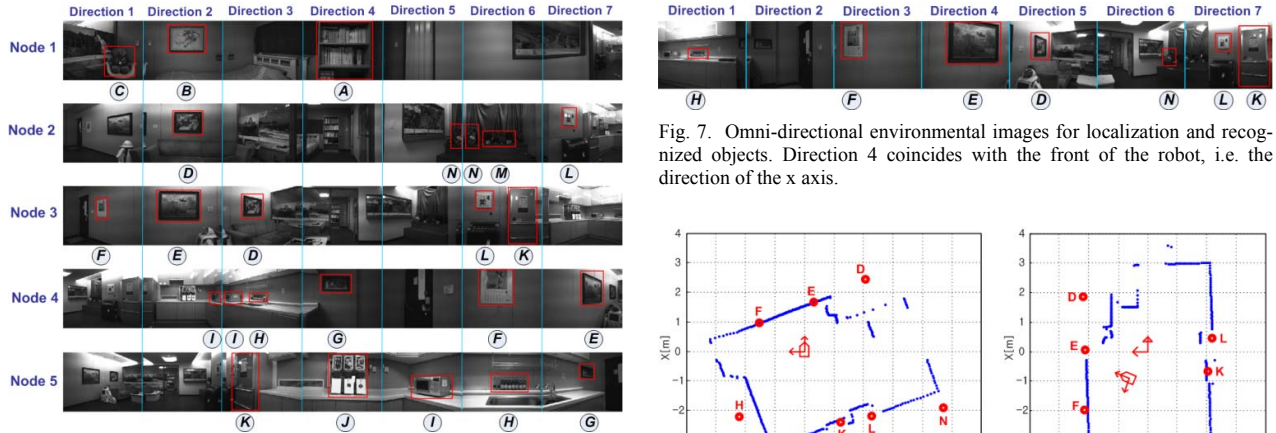 Direction 1 Direction 2 Direction 3 Direction 4 Direction 5 Direction 6 Direction 7
Node 1
C B A
Node 2
D N N M L
Node 3
F E D L K
Node 4
I I H G F E
Node 5
K J I H G
Direction 1 Direction 2 Direction 3 Direction 4 Direction 5 Direction 6 Direction 7
H F E D N L K
Fig. 7. Omni-directional environmental images for localization and recog-
nized objects. Direction 4 coincides with the front of the robot, i.e. the
direction of the x axis.
4
3
2
1
0
−1
−2
X[m]
D
E
F
H
K
L
N
4
3
2
1
0
−1
−2
X[m]
D
L
E
K
F